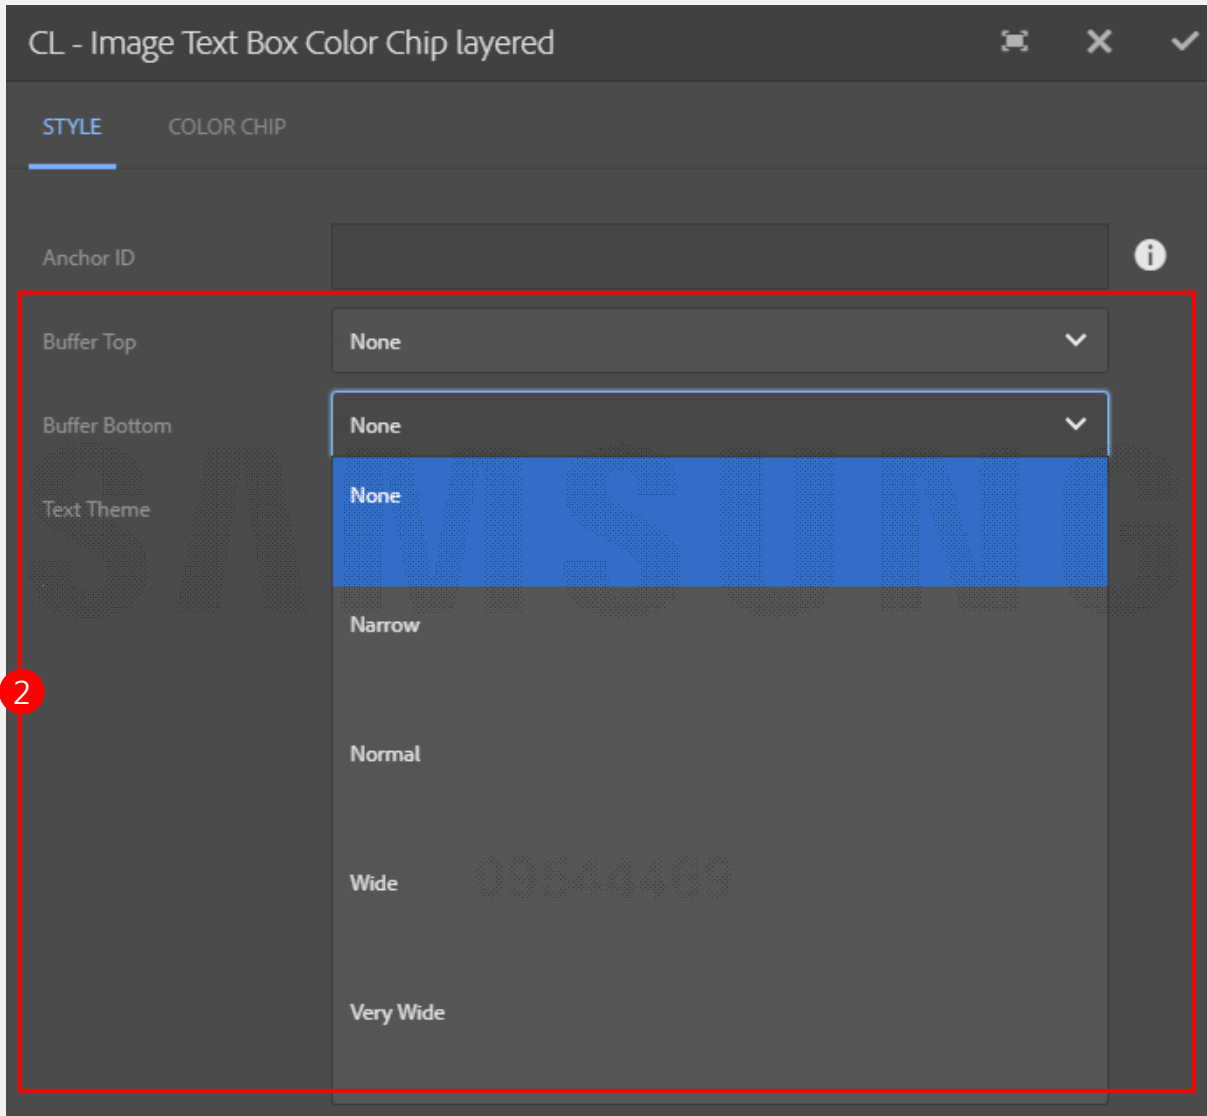 CL - Image Text Box Color Chip layered
STYLE COLOR CHIP
Anchor ID
Buffer Top None
Buffer Bottom None
None
Text Theme
SAMSUNG
Narrow
2
Normal
Wide
09544469
Very Wide